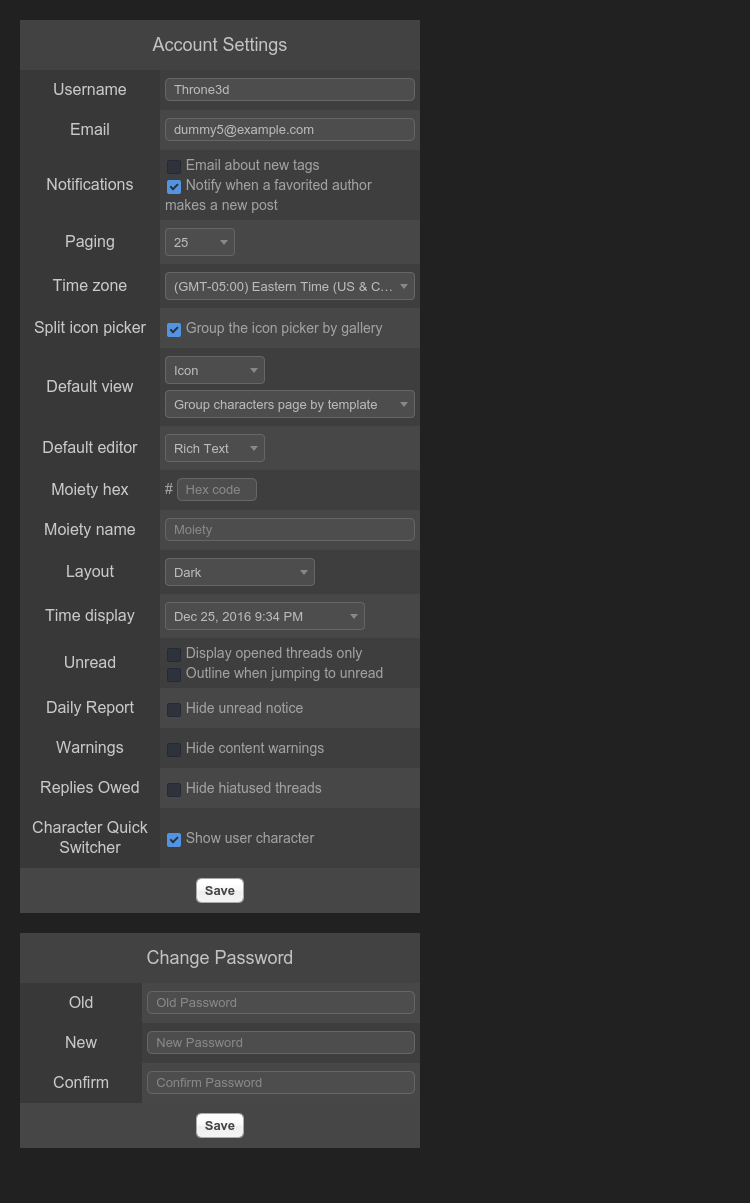 Account Settings
Username
Throne3d
Email
dummy5@example.com
Notifications
Email about new tags
Notify when a favorited author
makes a new post
Paging
25
Time zone
(GMT-05:00) Eastern Time (US & C...
Split icon picker
Group the icon picker by gallery
Default view
Icon
Group characters page by template
Default editor
Rich Text
Moiety hex
# Hex code
Moiety name
Moiety
Layout
Dark
Time display
Dec 25, 2016 9:34 PM
Unread
Display opened threads only
Outline when jumping to unread
Daily Report
Hide unread notice
Warnings
Hide content warnings
Replies Owed
Hide hiatused threads
Character Quick
Switcher
Show user character
Save
Change Password
Old
Old Password
New
New Password
Confirm
Confirm Password
Save